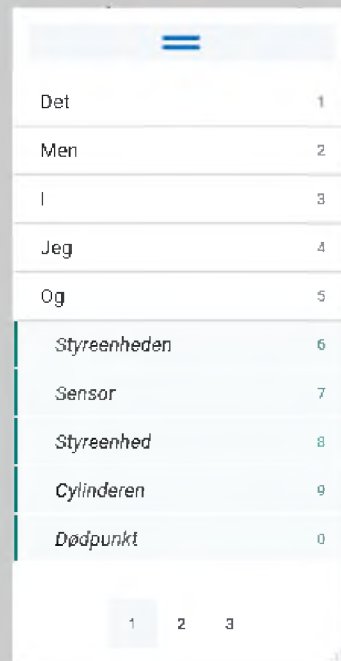 Det 1
Men 2
I 3
Jeg 4
Og 5
Styreenheden 6
Sensor 7
Styreenhed 8
Cylinderen 9
Dødpunkt 0
1 2 3